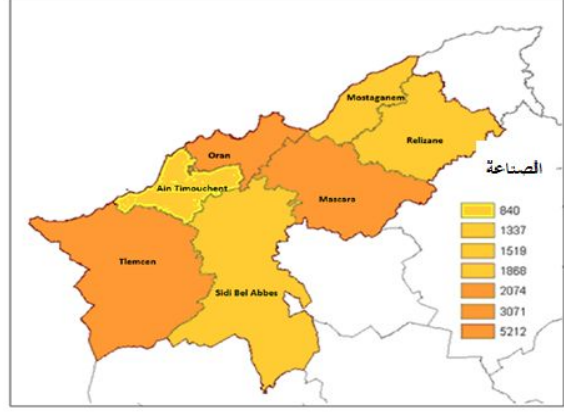 Mostaganem
Relizane
Oran
الصناعة
Ain Timouchent
Mascara
Tlemcen
Sidi Bel Abbes
840
1337
1519
1868
2074
3071
5212